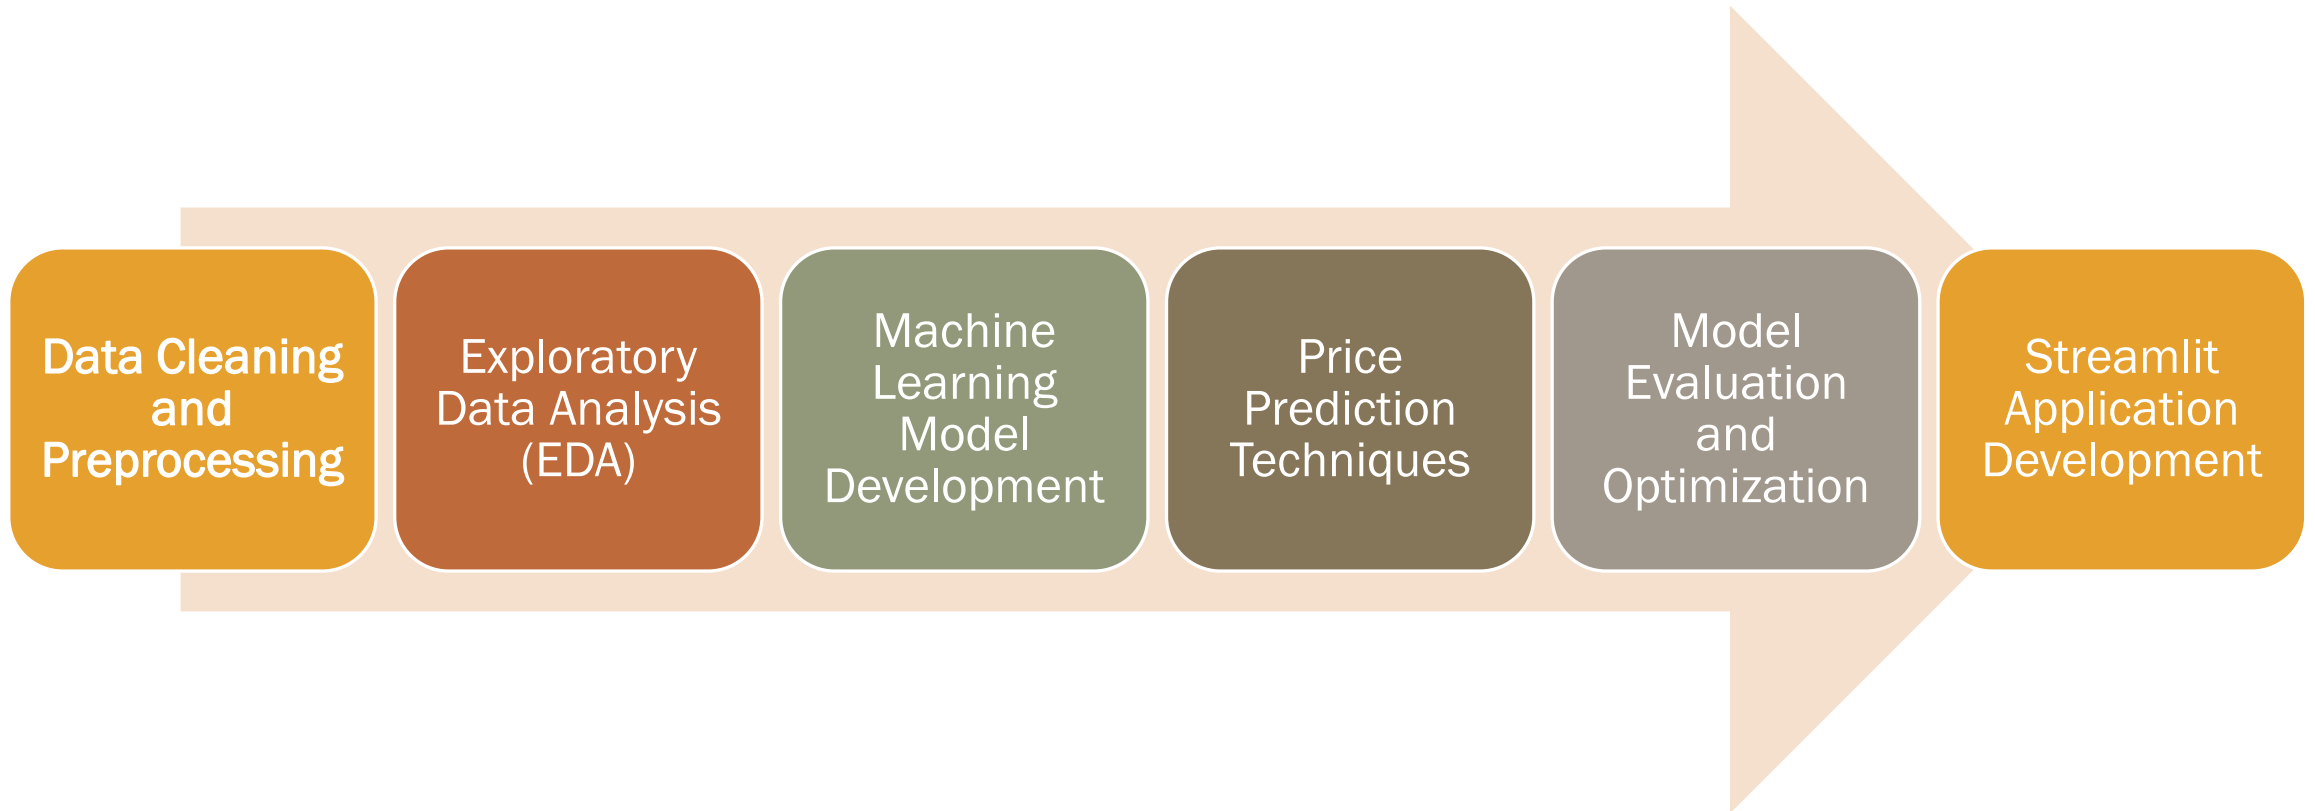 Data Cleaning
and
Preprocessing
Exploratory
Data Analysis
(EDA)
Machine
Learning
Model
Development
Price
Prediction
Techniques
Model
Evaluation
and
Optimization
Streamlit
Application
Development